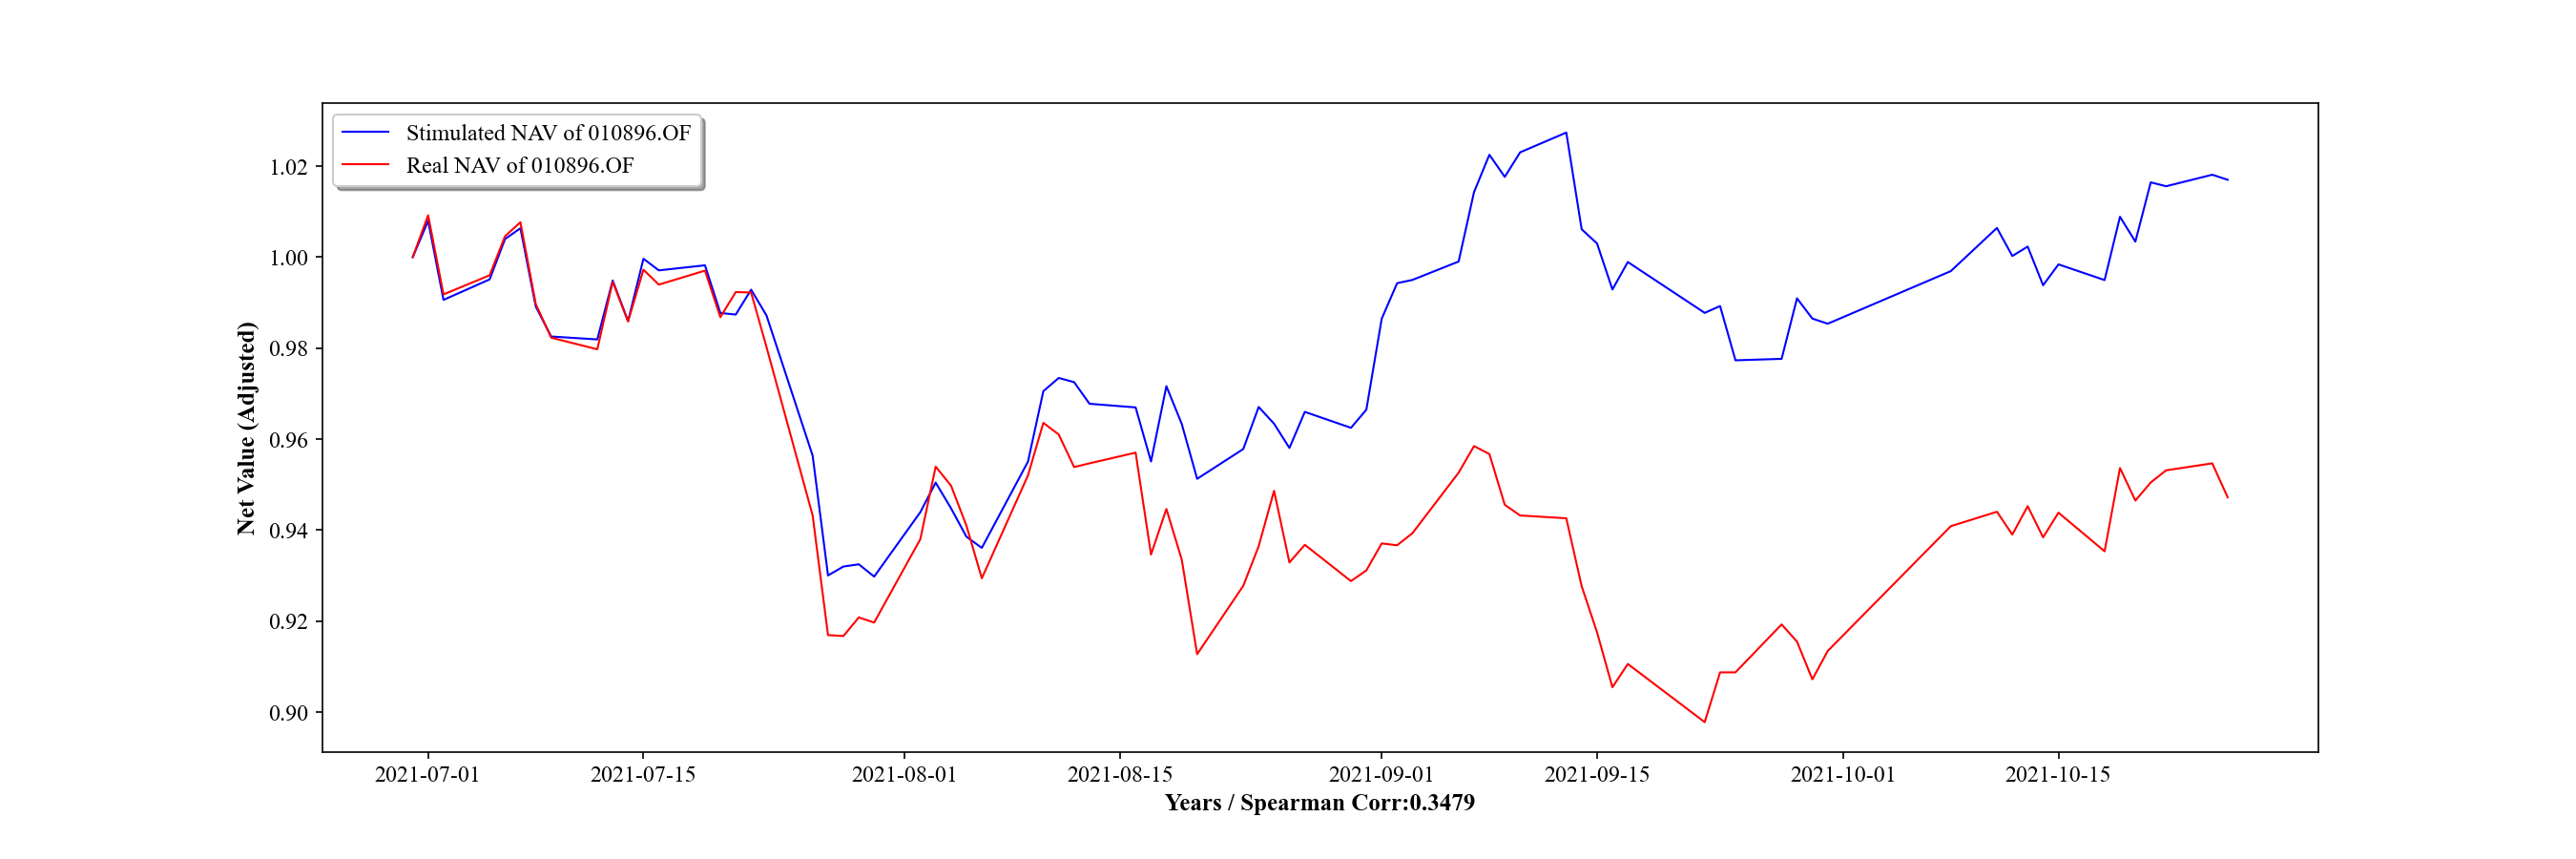 Stimulated NAV of 010896.OF
Real NAV of 010896.OF
Net Value (Adjusted)
1.02
1.00
0.98
0.96
0.94
0.92
0.90
2021-07-01 2021-07-15 2021-08-01 2021-08-15 2021-09-01 2021-09-15 2021-10-01 2021-10-15
Years / Spearman Corr:0.3479